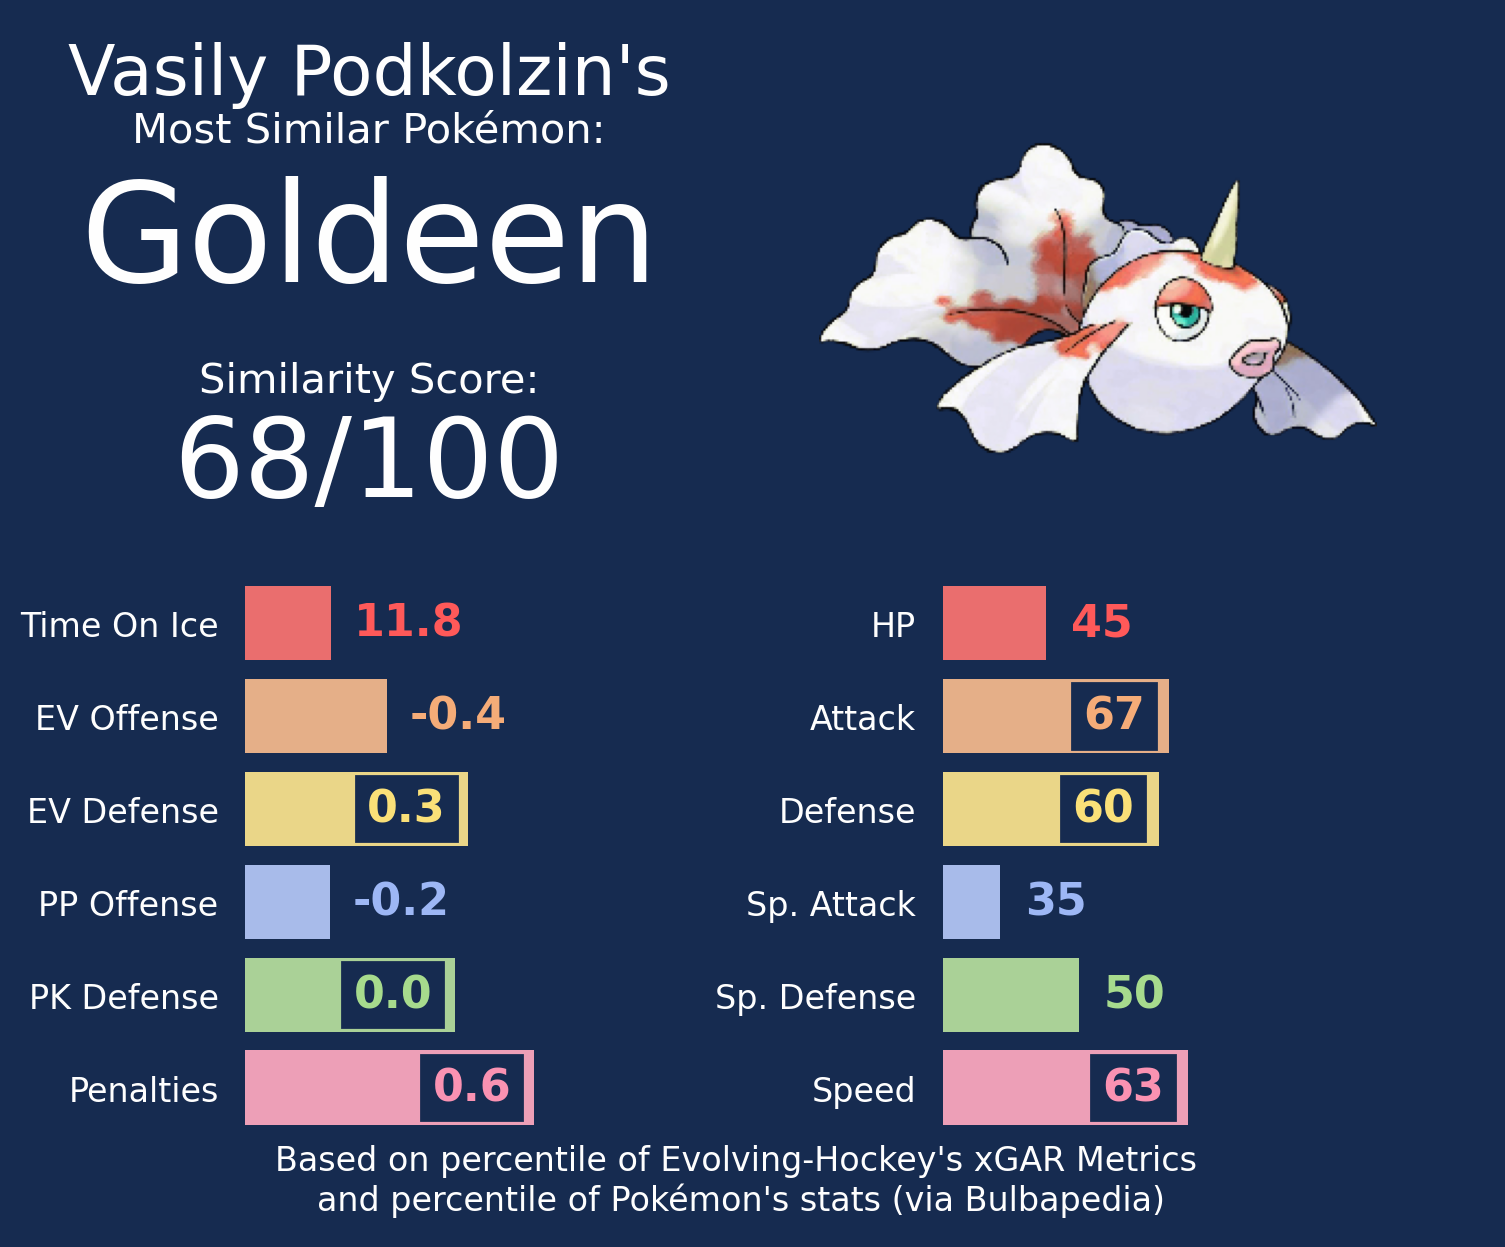 Vasily Podkolzin's
Most Similar Pokémon:
Goldeen
Similarity Score:
68/100
Time On Ice 11.8
EV Offense -0.4
EV Defense 0.3
PP Offense -0.2
PK Defense 0.0
Penalties 0.6
HP 45
Attack 67
Defense 60
Sp. Attack 35
Sp. Defense 50
Speed 63
Based on percentile of Evolving-Hockey's xGAR Metrics
and percentile of Pokémon's stats (via Bulbapedia)